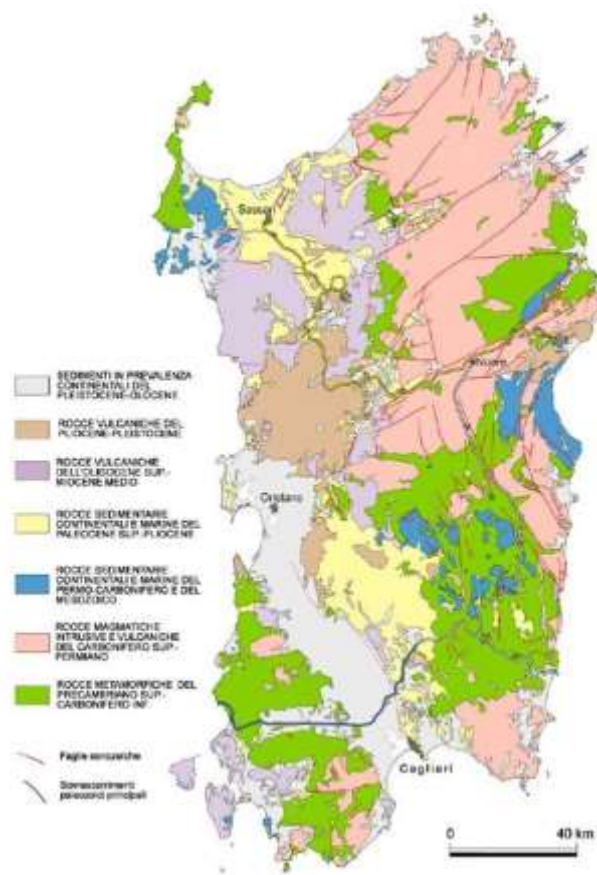 Sassari
Nuoro
SEDIMENTI IN PREVALENZA
CONTINENTALI DEL
PLEISTOCENE-OLOCENE
ROCCE VULCANICHE DEL
PLIOCENE-PLEISTOCENE
ROCCE VULCANICHE
DELL'OLIGOCENE SUP.-
MIOCENE MEDIO
Oristano
ROCCE SEDIMENTARIE
CONTINENTALI E MARINE DEL
PALEOCENE SUP.-PLIOCENE
ROCCE SEDIMENTARIE
CONTINENTALI E MARINE DEL
PERMO-CARBONIFERO E DEL
MESOZOICO
ROCCE MAGMATICHE
INTRUSIVE E VULCANICHE
DEL CARBONIFERO SUP.-
PERMIANO
ROCCE METAMORFICHE DEL
PRECAMBRIANO SUP.-
CARBONIFERO INF.
Faglie cenozoiche
Sovrascorrimenti
paleozoici principali
Cagliari
0 40 km